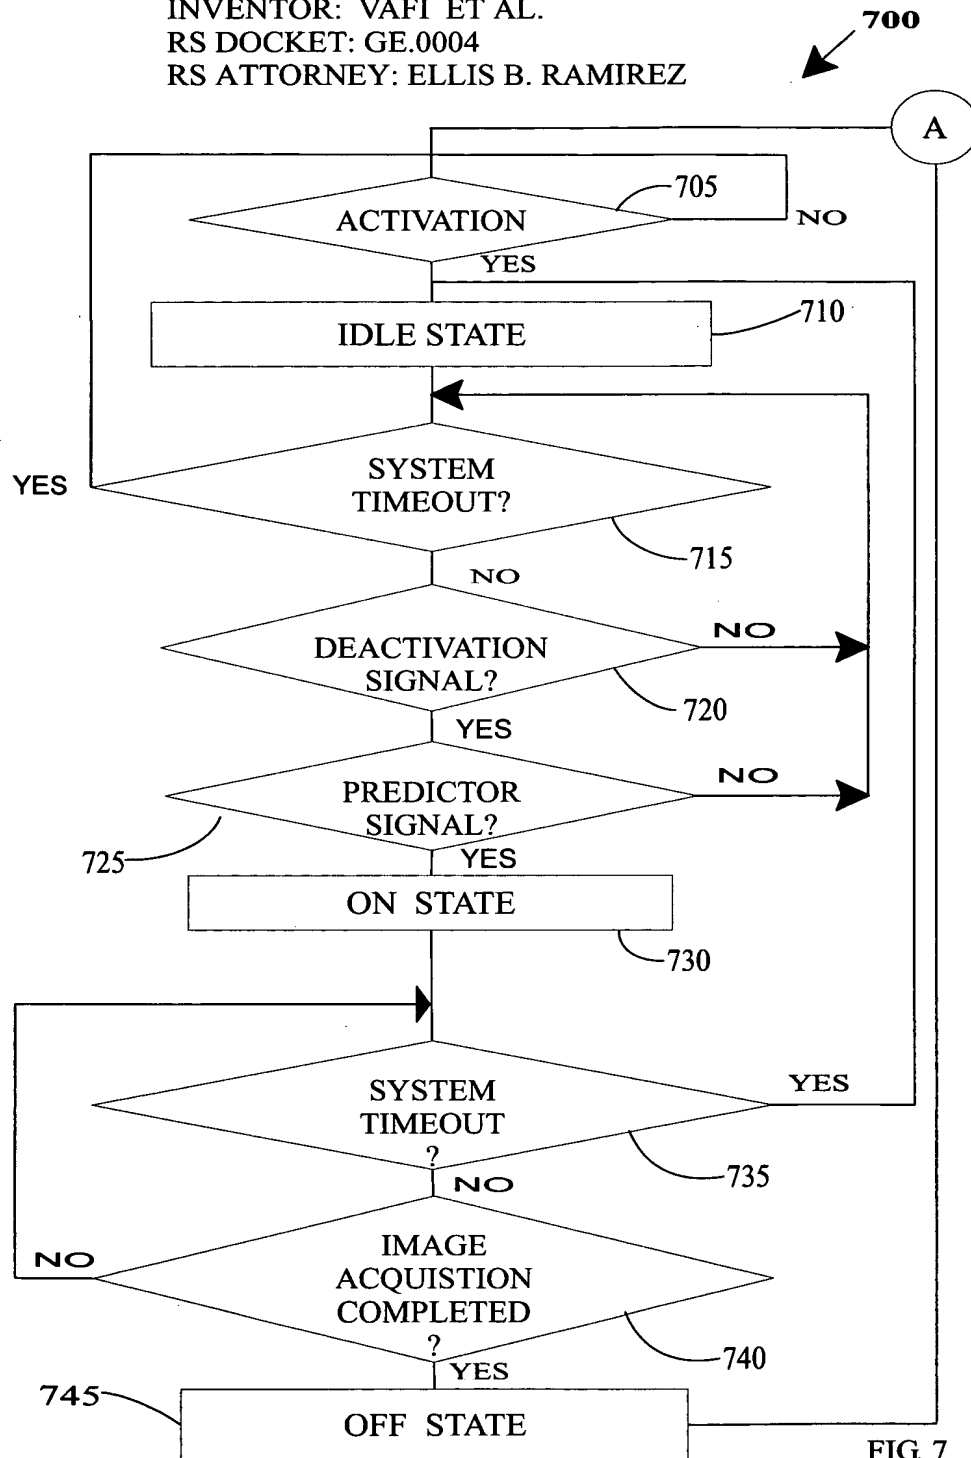 INVENTOR: VAFI ET AL.
RS DOCKET: GE.0004
RS ATTORNEY: ELLIS B. RAMIREZ
700
A
705
ACTIVATION
NO
YES
710
IDLE STATE
SYSTEM
TIMEOUT?
YES
715
NO
DEACTIVATION
SIGNAL?
NO
720
YES
PREDICTOR
SIGNAL?
NO
725
YES
ON STATE
730
SYSTEM
TIMEOUT
?
YES
735
NO
IMAGE
ACQUISTION
COMPLETED
?
NO
740
YES
745
OFF STATE
FIG. 7